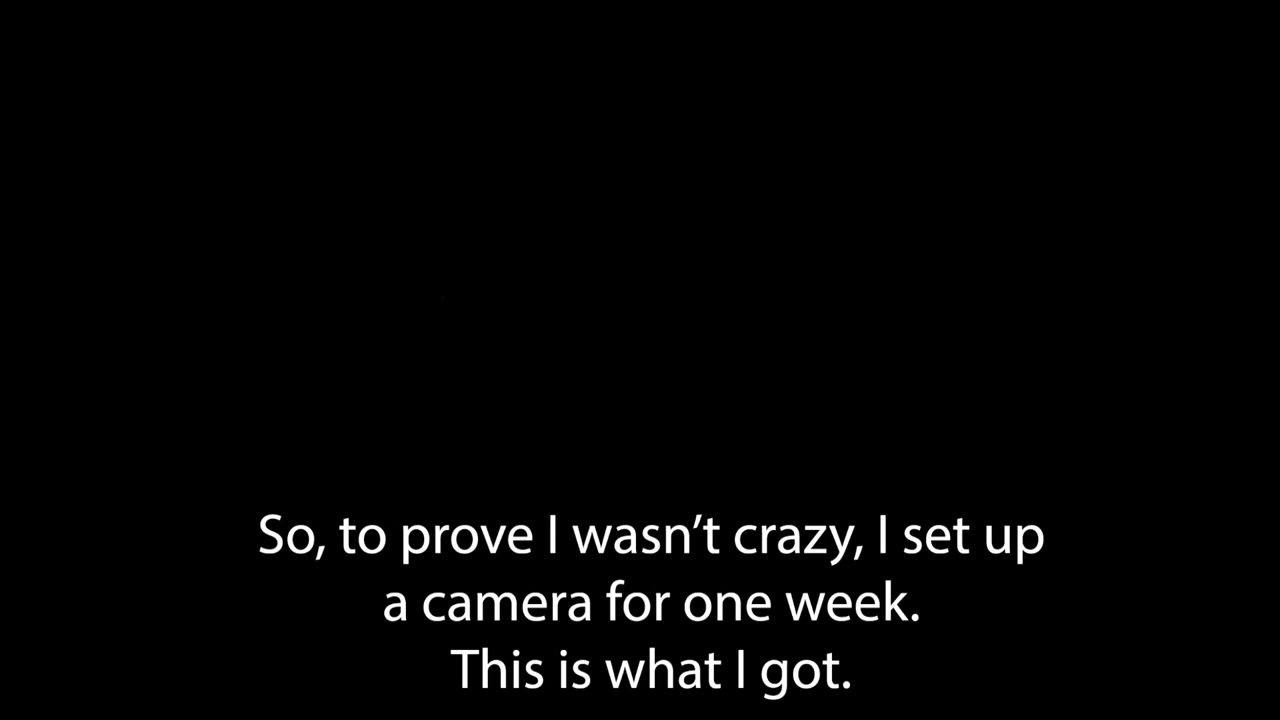 So, to prove I wasn’t crazy, I set up
a camera for one week.
This is what I got.